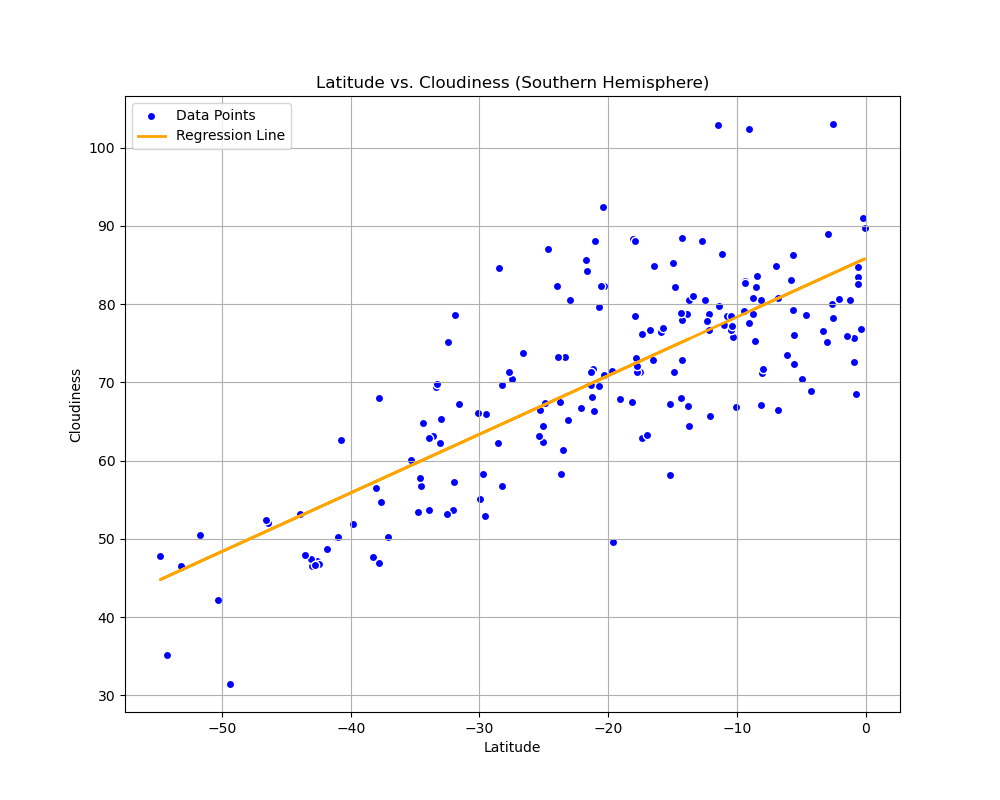 Latitude vs. Cloudiness (Southern Hemisphere)
Data Points
Regression Line
100
90
80
70
60
50
40
30
Cloudiness
−50
−40
−30
−20
−10
0
Latitude